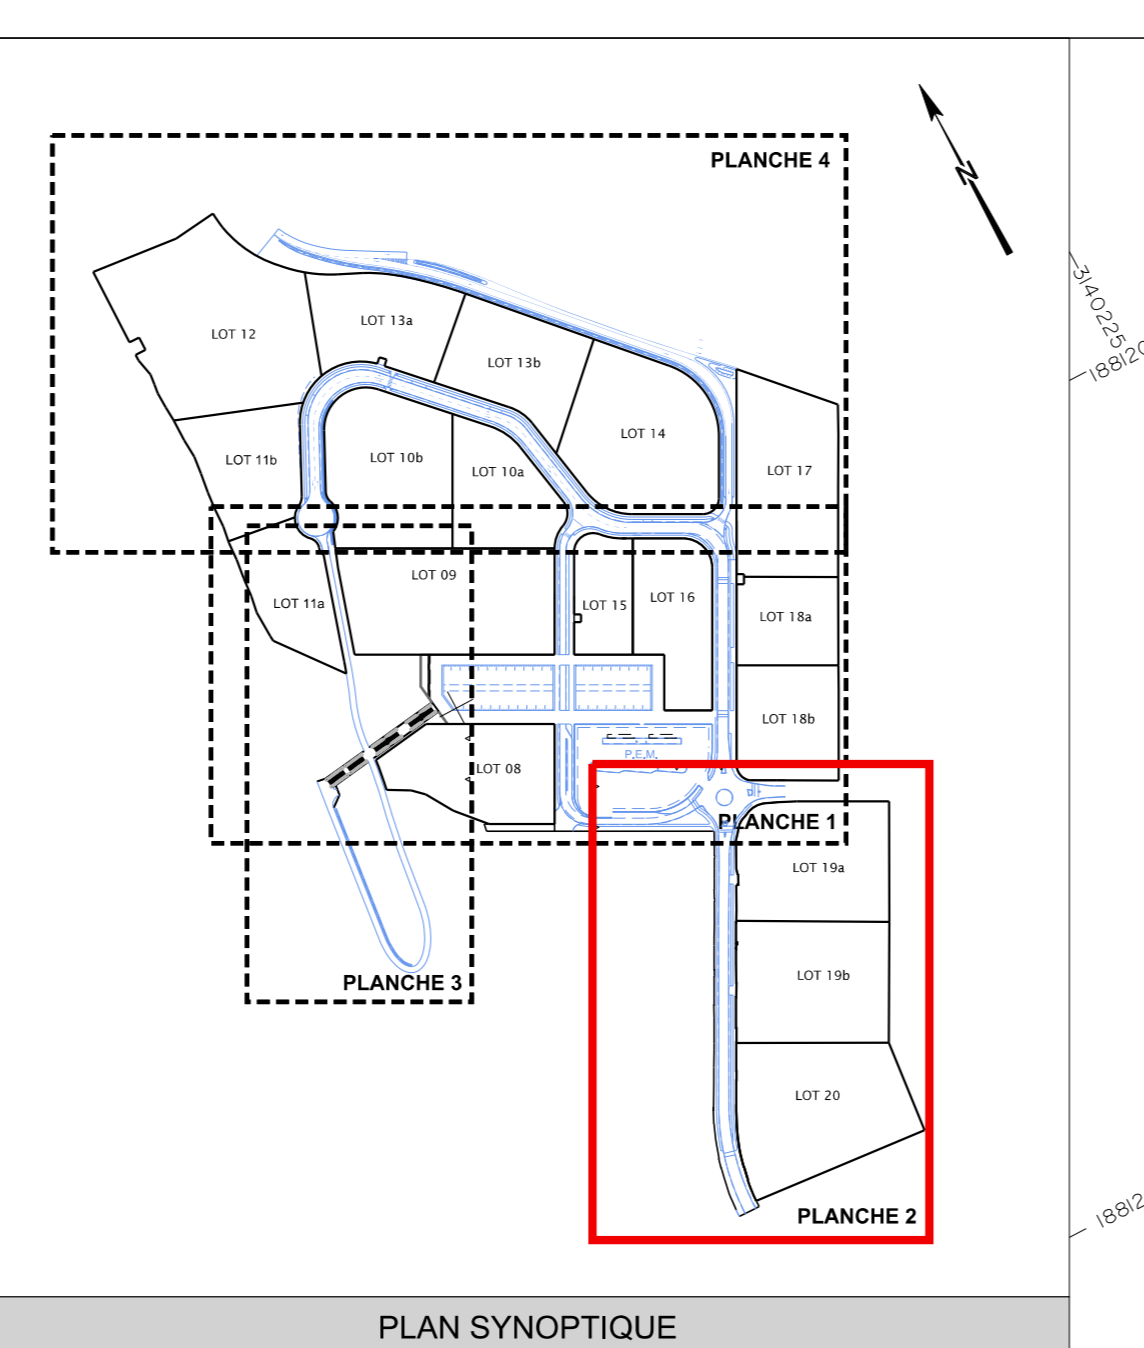 PLANCHE 4
N
3140225
LOT 12
LOT 13a
LOT 13b
LOT 14
LOT 11b
LOT 10b
LOT 10a
LOT 17
LOT 09
LOT 11a
LOT 15
LOT 16
LOT 18a
LOT 18b
P.E.M.
LOT 08
PLANCHE 1
LOT 19a
LOT 19b
PLANCHE 3
LOT 20
PLANCHE 2
PLAN SYNOPTIQUE